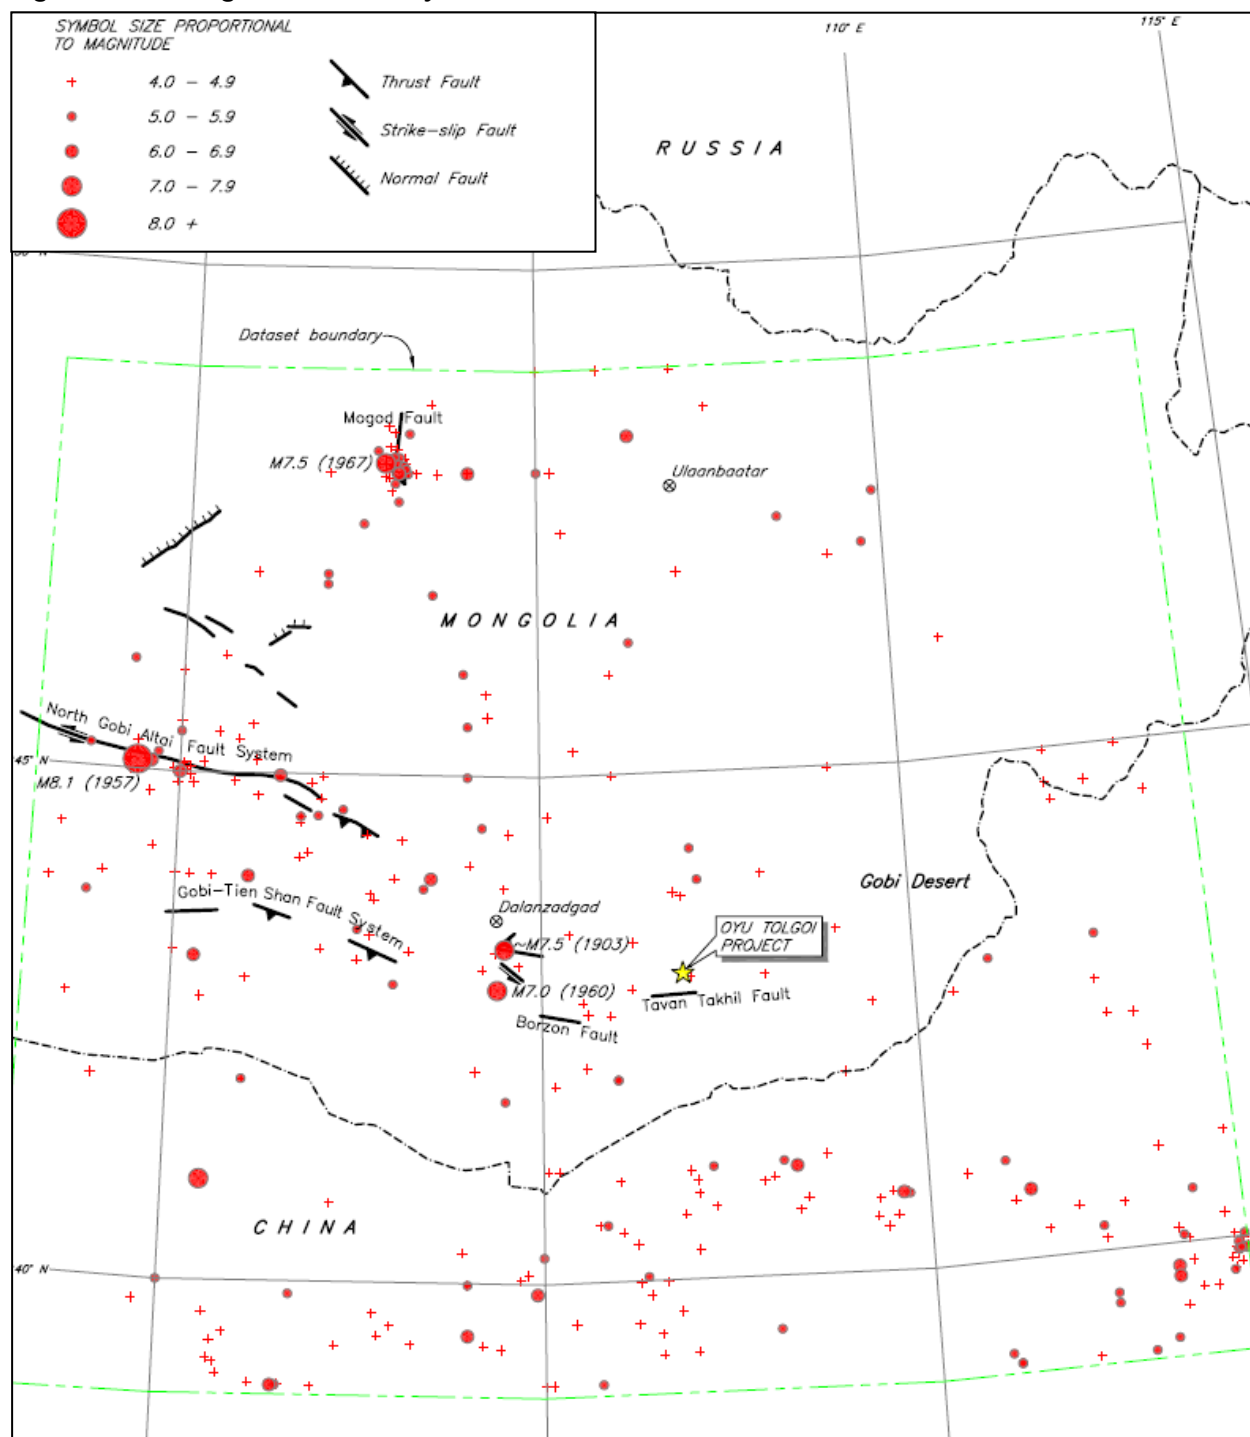 SYMBOL SIZE PROPORTIONAL
TO MAGNITUDE
4.0 – 4.9
5.0 – 5.9
6.0 – 6.9
7.0 – 7.9
8.0 +
Thrust Fault
Strike–slip Fault
Normal Fault
110° E
115° E
RUSSIA
Dataset boundary
Mogod Fault
M7.5 (1967)
Ulaanbaatar
MONGOLIA
North Gobi Altai Fault System
45° N
M8.1 (1957)
Gobi–Tien Shan Fault System
Gobi Desert
Dalanzadgad
OYU TOLGOI
PROJECT
~M7.5 (1903)
M7.0 (1960)
Tavan Takhil Fault
Borzon Fault
CHINA
40° N